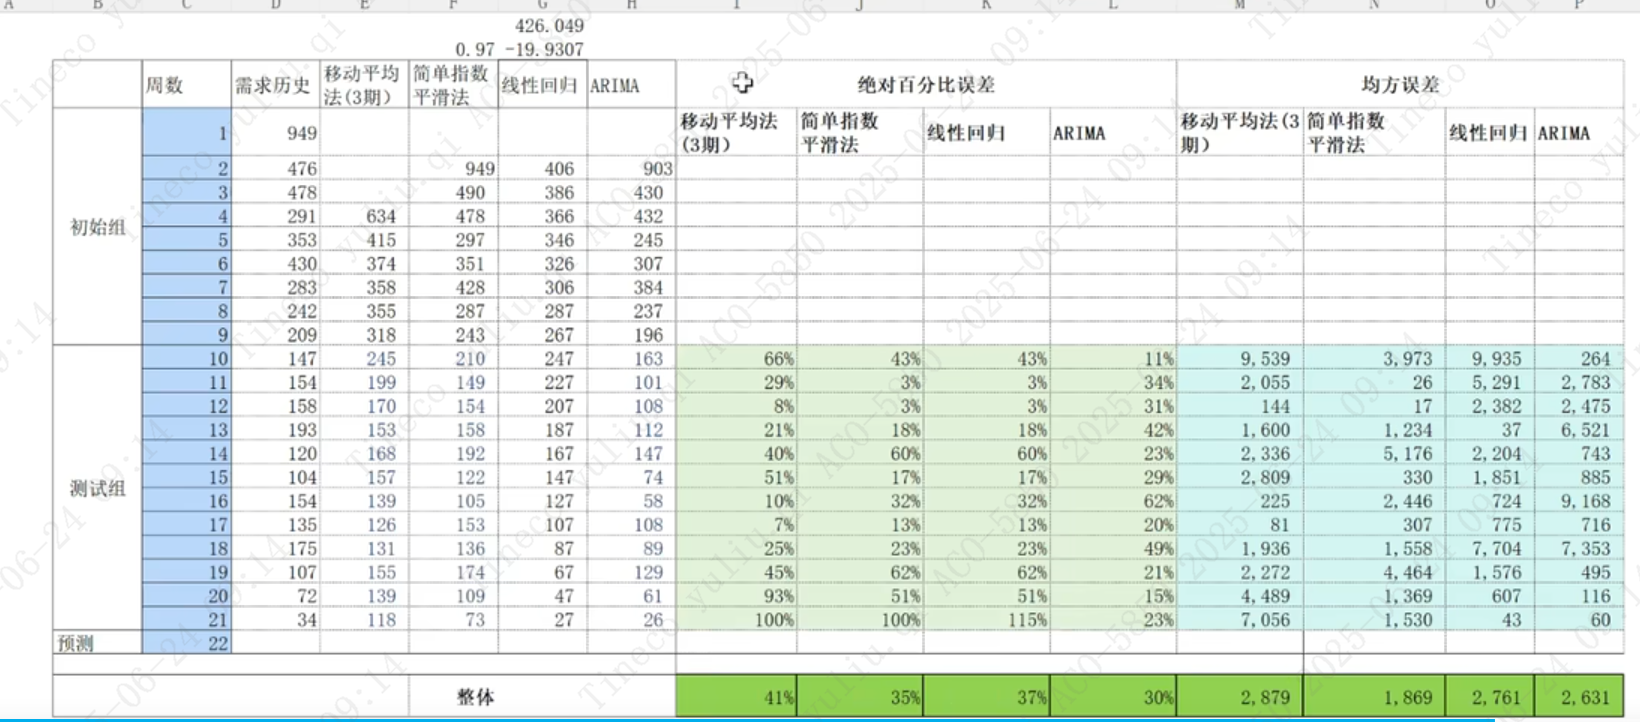 A B C D E F G H I J K L M N O P
426.049
0.97 -19.9307
周数 需求历史 移动平均法(3期) 简单指数平滑法 线性回归 ARIMA 绝对百分比误差 均方误差
移动平均法(3期) 简单指数平滑法 线性回归 ARIMA 移动平均法(3期) 简单指数平滑法 线性回归 ARIMA
初始组
1 949
2 476 949 406 903
3 478 490 386 430
4 291 634 478 366 432
5 353 415 297 346 245
6 430 374 351 326 307
7 283 358 428 306 384
8 242 355 287 287 237
9 209 318 243 267 196
测试组
10 147 245 210 247 163 66% 43% 43% 11% 9,539 3,973 9,935 264
11 154 199 149 227 101 29% 3% 3% 34% 2,055 26 5,291 2,783
12 158 170 154 207 108 8% 3% 3% 31% 144 17 2,382 2,475
13 193 153 158 187 112 21% 18% 18% 42% 1,600 1,234 37 6,521
14 120 168 192 167 147 40% 60% 60% 23% 2,336 5,176 2,204 743
15 104 157 122 147 74 51% 17% 17% 29% 2,809 330 1,851 885
16 154 139 105 127 58 10% 32% 32% 62% 225 2,446 724 9,168
17 135 126 153 107 108 7% 13% 13% 20% 81 307 775 716
18 175 131 136 87 89 25% 23% 23% 49% 1,936 1,558 7,704 7,353
19 107 155 174 67 129 45% 62% 62% 21% 2,272 4,464 1,576 495
20 72 139 109 47 61 93% 51% 51% 15% 4,489 1,369 607 116
21 34 118 73 27 26 100% 100% 115% 23% 7,056 1,530 43 60
预测 22
整体 41% 35% 37% 30% 2,879 1,869 2,761 2,631
Tineco yuliu.qi ACO-5850 2025-06-24 09:14